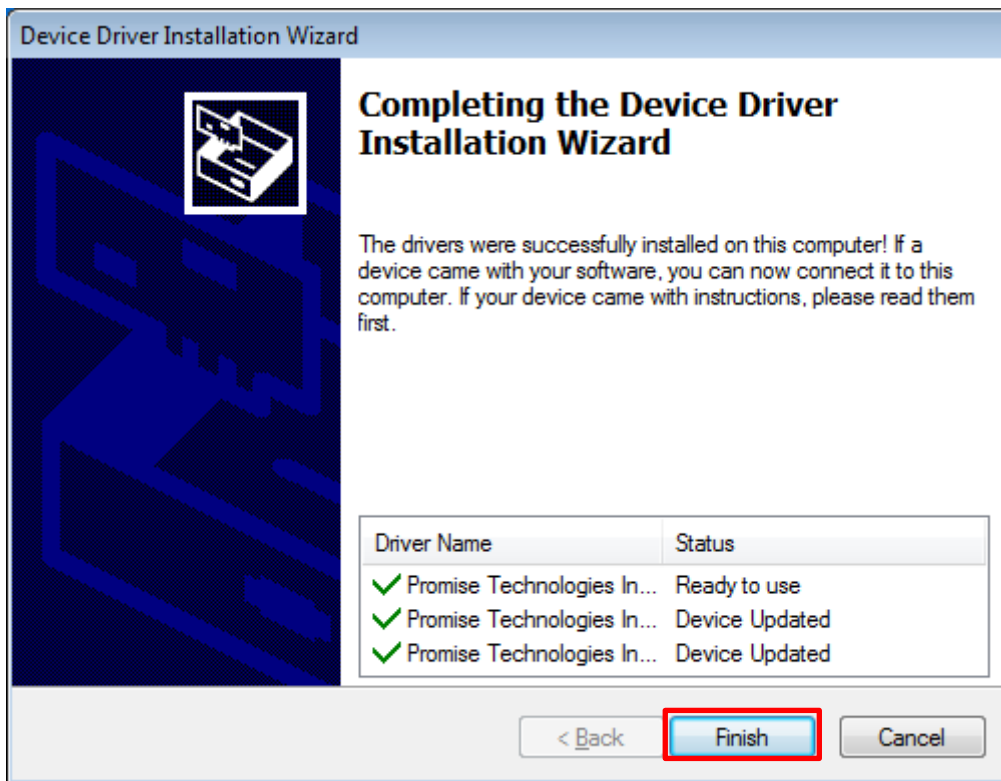 Device Driver Installation Wizard
Completing the Device Driver
Installation Wizard
The drivers were successfully installed on this computer! If a
device came with your software, you can now connect it to this
computer. If your device came with instructions, please read them
first.
Driver Name Status
Promise Technologies In... Ready to use
Promise Technologies In... Device Updated
Promise Technologies In... Device Updated
< Back Finish Cancel